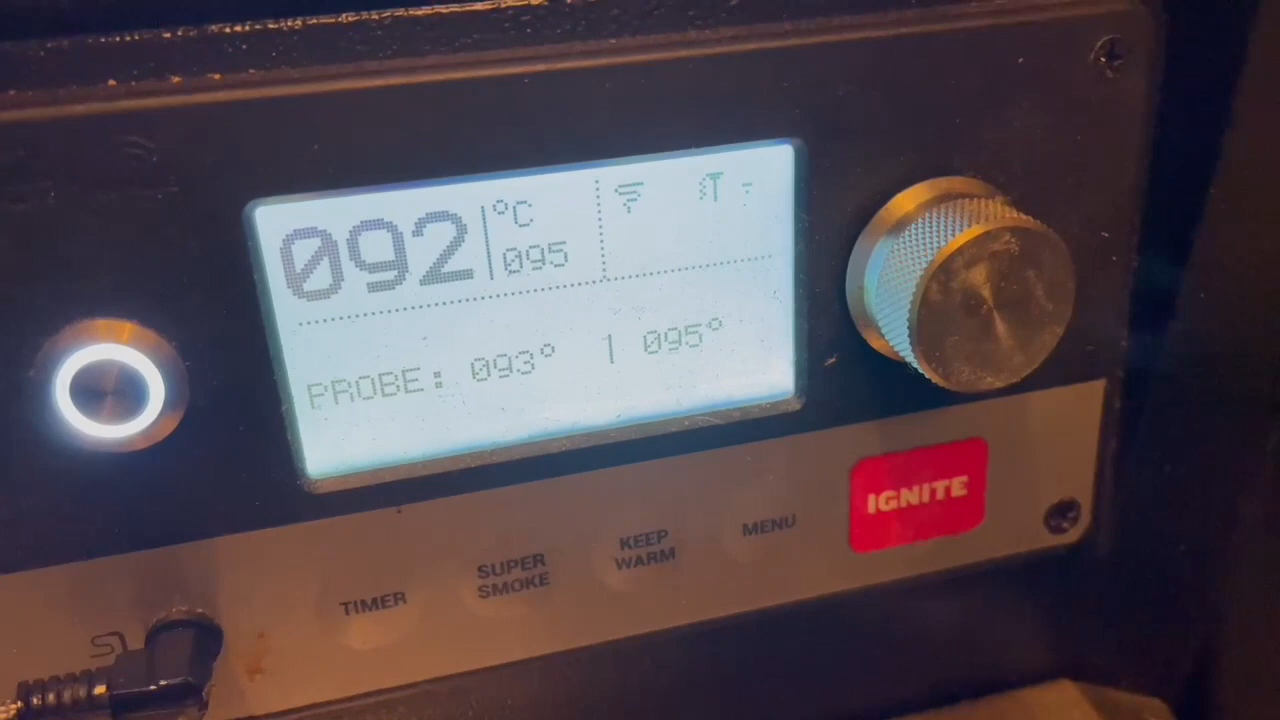 092 °C
095
PROBE: 093° | 095°
TIMER
SUPER
SMOKE
KEEP
WARM
MENU
IGNITE